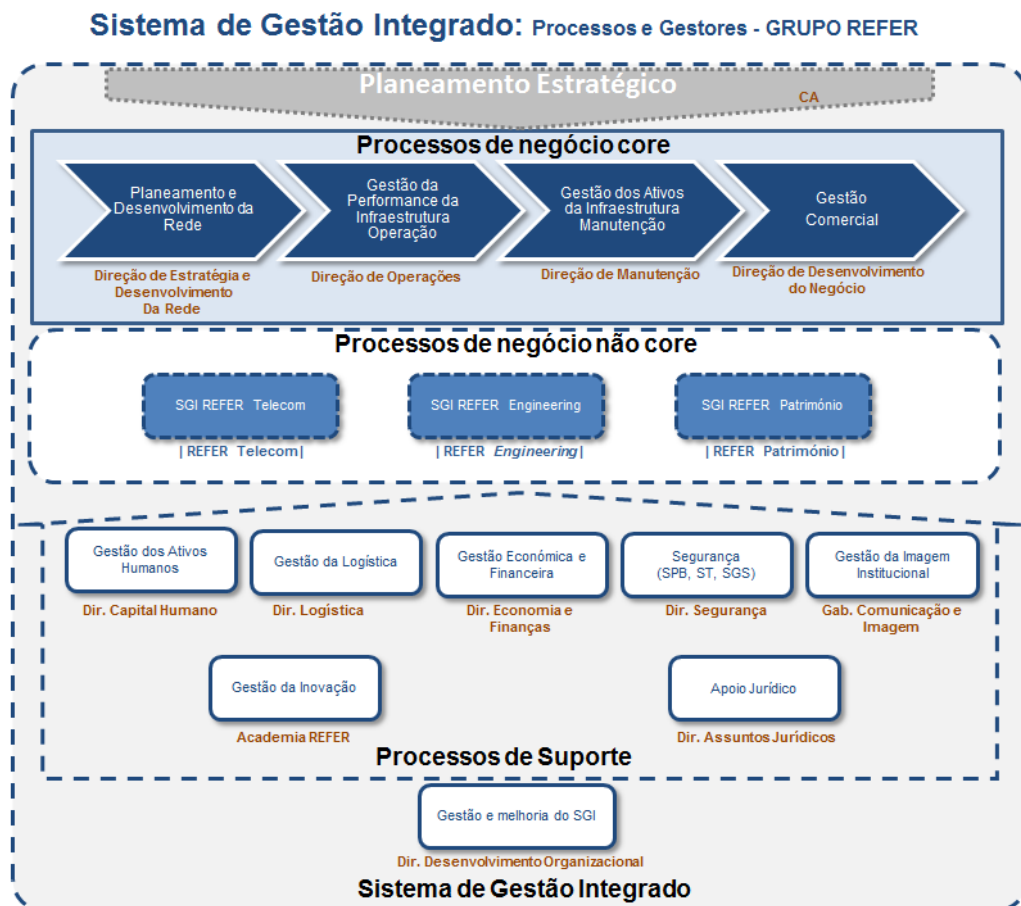 Sistema de Gestão Integrado: Processos e Gestores - GRUPO REFER
Planeamento Estratégico
CA
Processos de negócio core
Planeamento e
Desenvolvimento da
Rede
Direção de Estratégia e
Desenvolvimento
Da Rede
Gestão da
Performance da
Infraestrutura
Operação
Direção de Operações
Gestão dos Ativos
da Infraestrutura
Manutenção
Direção de Manutenção
Gestão
Comercial
Direção de Desenvolvimento
do Negócio
Processos de negócio não core
SGI REFER Telecom
| REFER Telecom|
SGI REFER Engineering
| REFER Engineering|
SGI REFER Património
| REFER Património|
Gestão dos Ativos
Humanos
Dir. Capital Humano
Gestão da Logística
Dir. Logística
Gestão Económica e
Financeira
Dir. Economia e
Finanças
Segurança
(SPB, ST, SGS)
Dir. Segurança
Gestão da Imagem
Institucional
Gab. Comunicação e
Imagem
Gestão da Inovação
Academia REFER
Apoio Jurídico
Dir. Assuntos Jurídicos
Processos de Suporte
Gestão e melhoria do SGI
Dir. Desenvolvimento Organizacional
Sistema de Gestão Integrado